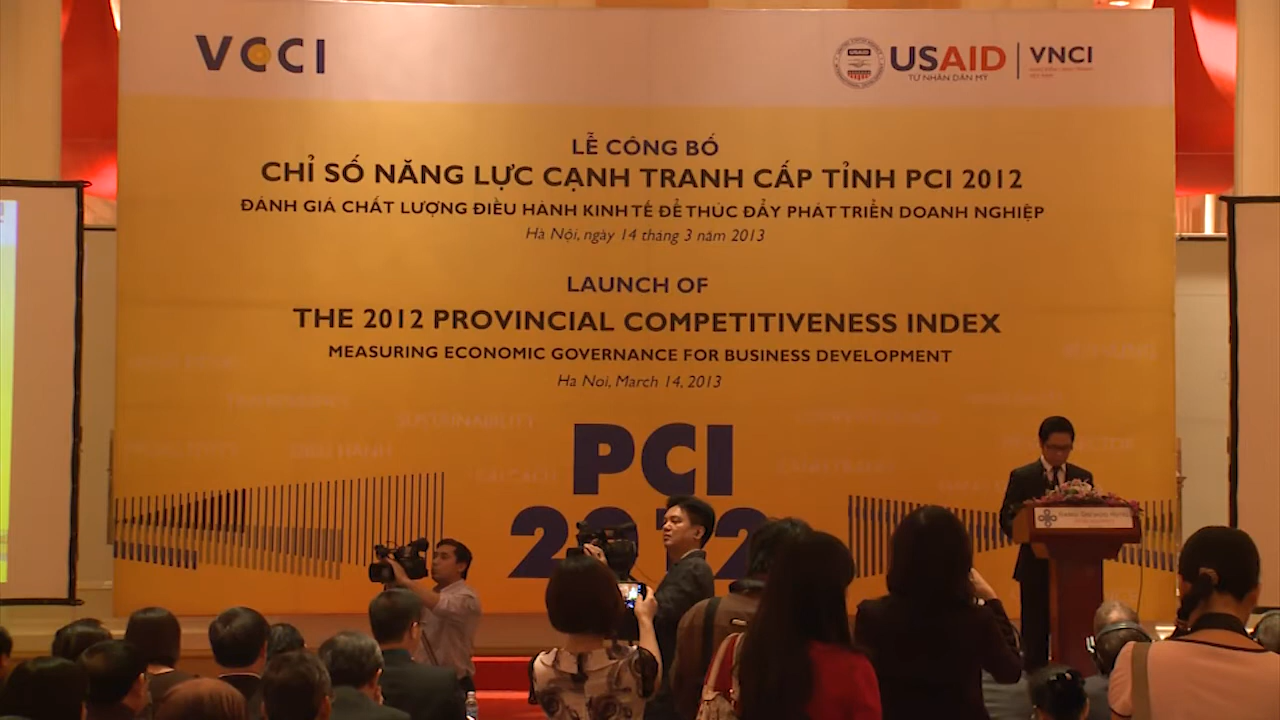 VCCI
USAID
TỪ NHÂN DÂN MỸ
VNCI
LỄ CÔNG BỐ
CHỈ SỐ NĂNG LỰC CẠNH TRANH CẤP TỈNH PCI 2012
ĐÁNH GIÁ CHẤT LƯỢNG ĐIỀU HÀNH KINH TẾ ĐỂ THÚC ĐẨY PHÁT TRIỂN DOANH NGHIỆP
Hà Nội, ngày 14 tháng 3 năm 2013
LAUNCH OF
THE 2012 PROVINCIAL COMPETITIVENESS INDEX
MEASURING ECONOMIC GOVERNANCE FOR BUSINESS DEVELOPMENT
Ha Noi, March 14, 2013
SUSTAINABILITY
PCI
2012